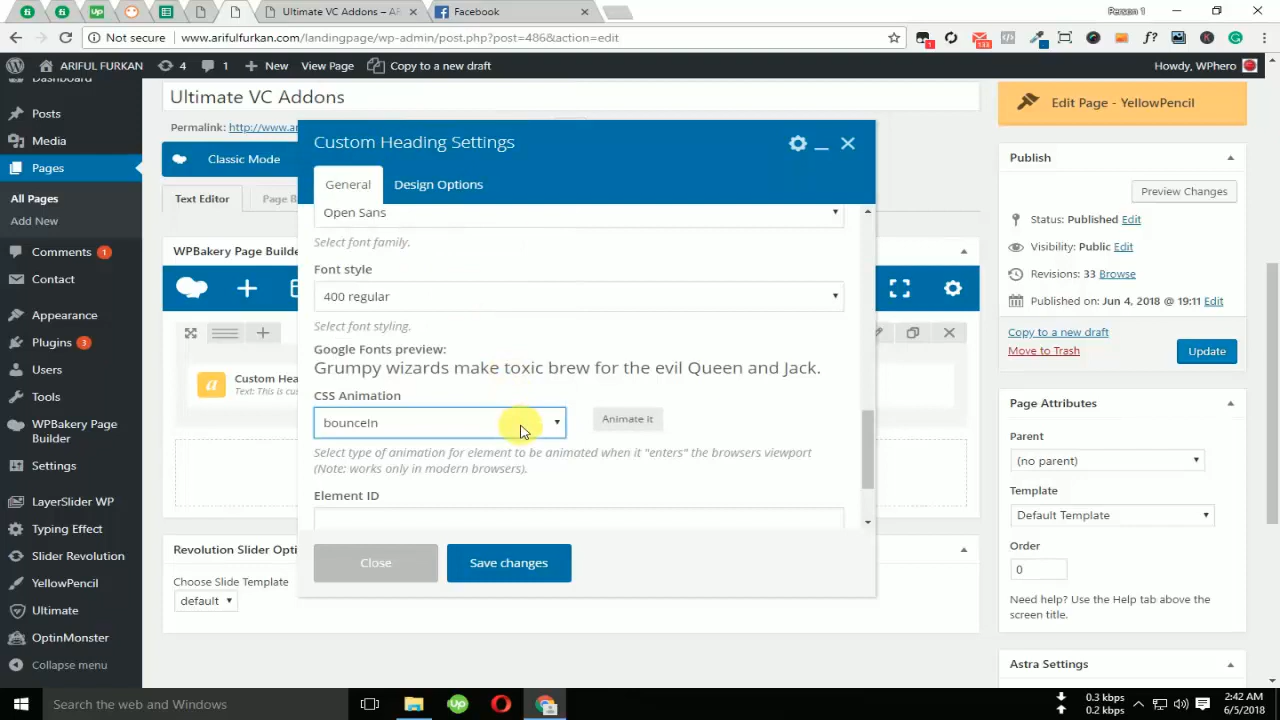 Ultimate VC Addons – A
Facebook
Person 1
Not secure
www.arifulfurkan.com/landingpage/wp-admin/post.php?post=486&action=edit
1
133
ARIFUL FURKAN
4
1
New
View Page
Copy to a new draft
Howdy, WPhero
Dashboard
Posts
Media
Pages
All Pages
Add New
Comments 1
Contact
Appearance
Plugins 3
Users
Tools
WPBakery Page
Builder
Settings
LayerSlider WP
Typing Effect
Slider Revolution
YellowPencil
Ultimate
OptinMonster
Collapse menu
Ultimate VC Addons
Permalink: http://www.a
Classic Mode
Text Editor
Page B
WPBakery Page Builder
Custom Hea
Text: This is cus
Revolution Slider Opti
Choose Slide Template
default
Custom Heading Settings
General
Design Options
Open Sans
Select font family.
Font style
400 regular
Select font styling.
Google Fonts preview:
Grumpy wizards make toxic brew for the evil Queen and Jack.
CSS Animation
bounceIn
Animate it
Select type of animation for element to be animated when it "enters" the browsers viewport
(Note: works only in modern browsers).
Element ID
Close
Save changes
Edit Page - YellowPencil
Publish
Preview Changes
Status: Published Edit
Visibility: Public Edit
Revisions: 33 Browse
Published on: Jun 4, 2018 @ 19:11 Edit
Copy to a new draft
Move to Trash
Update
Page Attributes
Parent
(no parent)
Template
Default Template
Order
0
Need help? Use the Help tab above the
screen title.
Astra Settings
Search the web and Windows
0.3 kbps
0.2 kbps
2:42 AM
6/5/2018